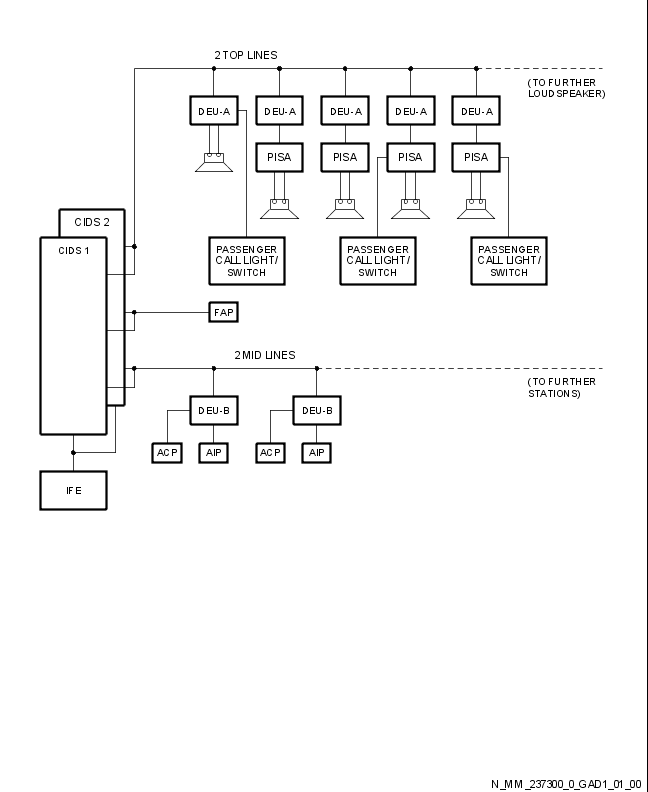 2 TOP LINES
(TO FURTHER
LOUDSPEAKER)
DEU-A
DEU-A
DEU-A
DEU-A
DEU-A
PISA
PISA
PISA
PISA
CIDS 2
CIDS 1
PASSENGER
CALL LIGHT/
SWITCH
PASSENGER
CALL LIGHT/
SWITCH
PASSENGER
CALL LIGHT/
SWITCH
FAP
2 MID LINES
(TO FURTHER
STATIONS)
DEU-B
DEU-B
ACP
AIP
ACP
AIP
IFE
N_MM_237300_0_GAD1_01_00